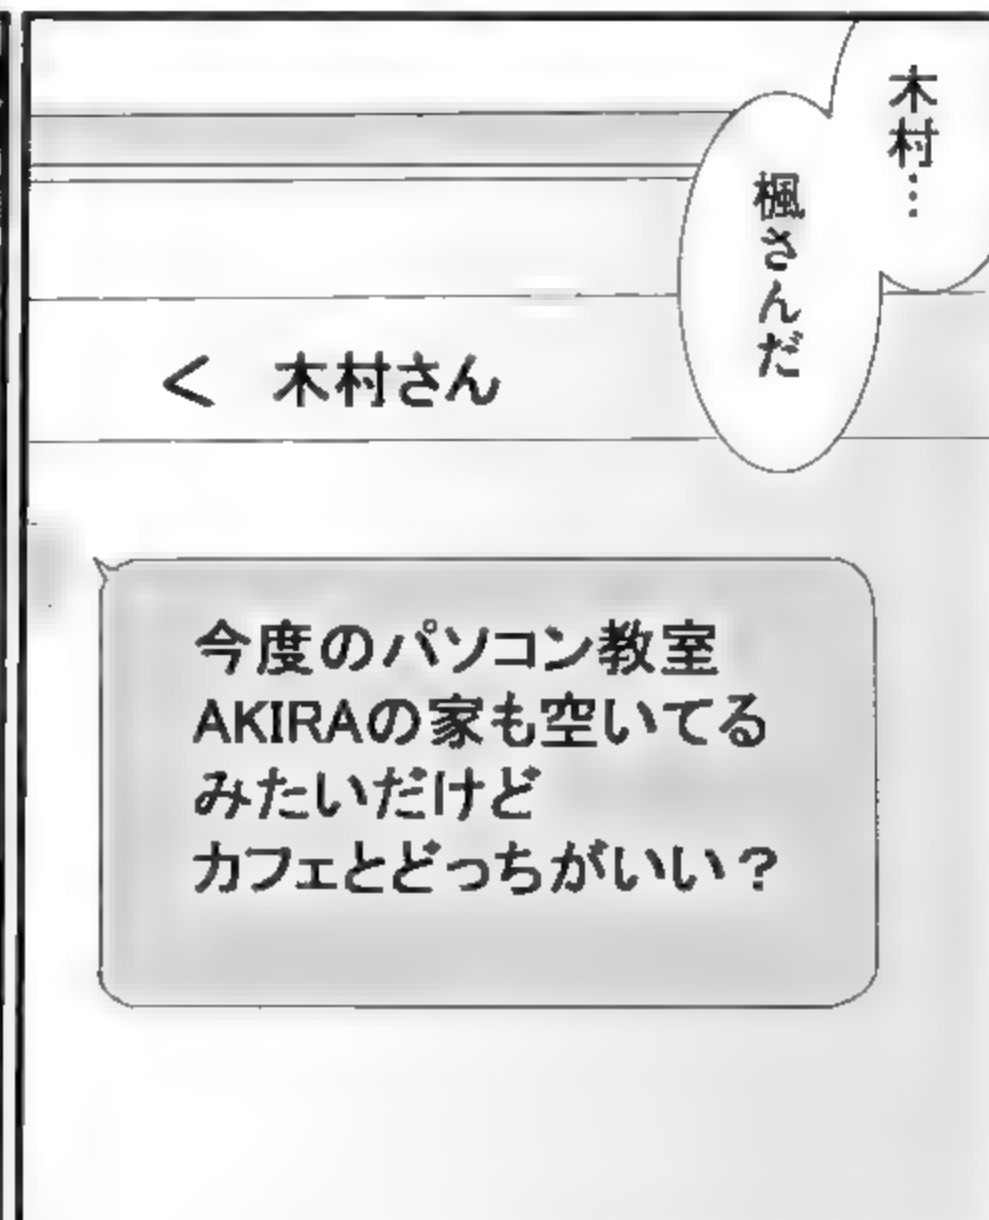 木村…
楓さんだ
< 木村さん
今度のパソコン教室
AKIRAの家も空いてる
みたいだけど
カフェとどっちがいい？